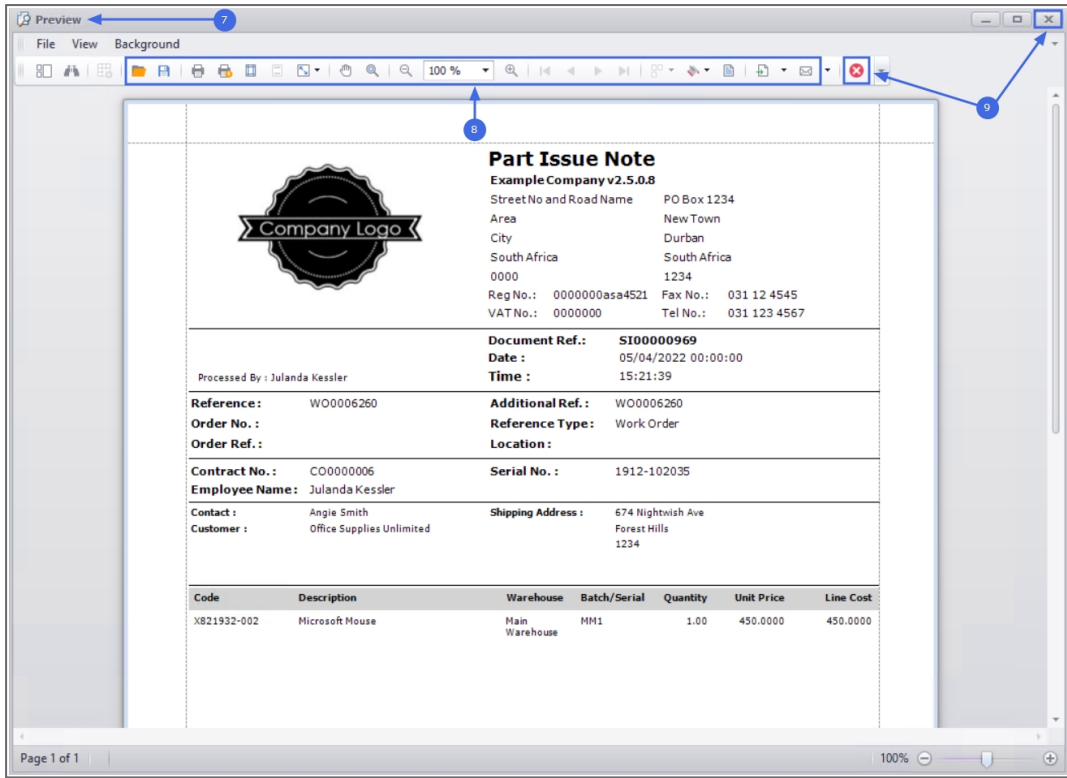 Preview
7
File View Background
100 %
8
9
Part Issue Note
Example Company v2.5.0.8
Company Logo
Street No and Road Name PO Box 1234
Area New Town
City Durban
South Africa South Africa
0000 1234
Reg No.: 0000000asa4521 Fax No.: 031 12 4545
VAT No.: 0000000 Tel No.: 031 123 4567
Document Ref.: SI00000969
Date : 05/04/2022 00:00:00
Processed By : Julanda Kessler Time : 15:21:39
Reference : WO0006260 Additional Ref. : WO0006260
Order No. : Reference Type : Work Order
Order Ref. : Location :
Contract No. : CO0000006 Serial No. : 1912-102035
Employee Name : Julanda Kessler
Contact : Angie Smith Shipping Address : 674 Nightwish Ave
Customer : Office Supplies Unlimited Forest Hills
1234
Code Description Warehouse Batch/Serial Quantity Unit Price Line Cost
X821932-002 Microsoft Mouse Main MM1 1.00 450.0000 450.0000
Warehouse
Page 1 of 1 100%